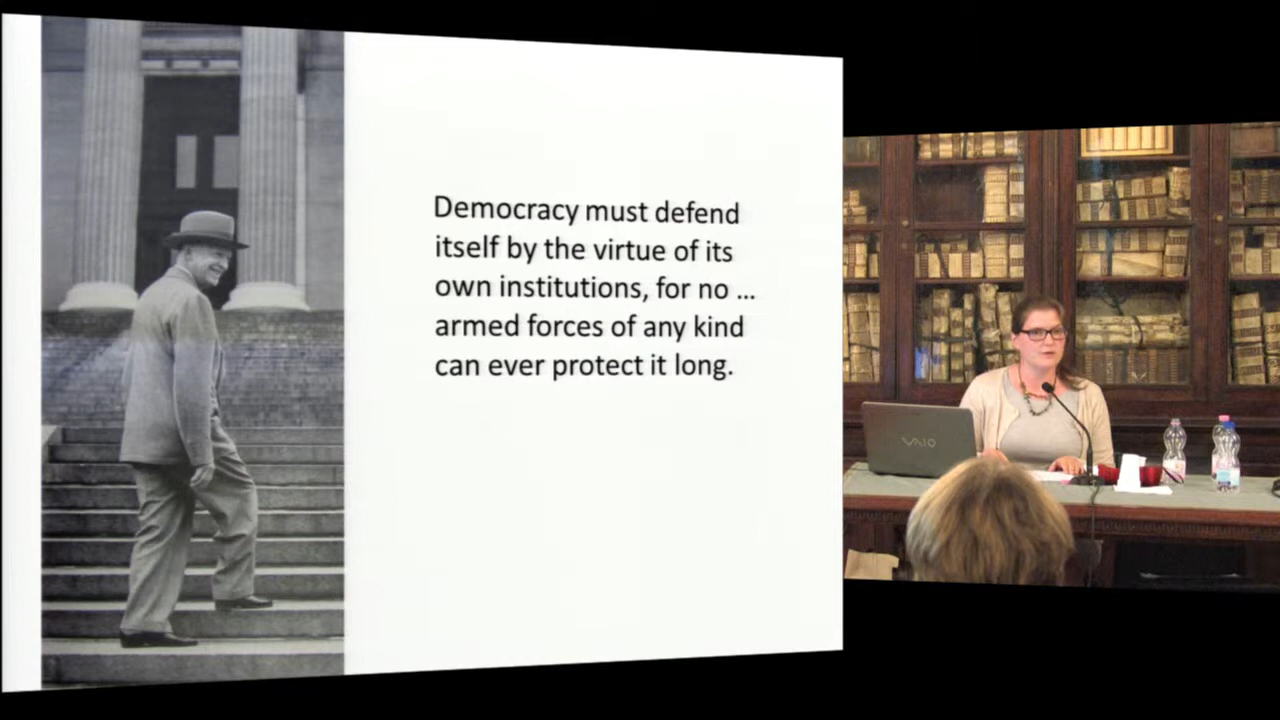 Democracy must defend
itself by the virtue of its
own institutions, for no ...
armed forces of any kind
can ever protect it long.
VAIO